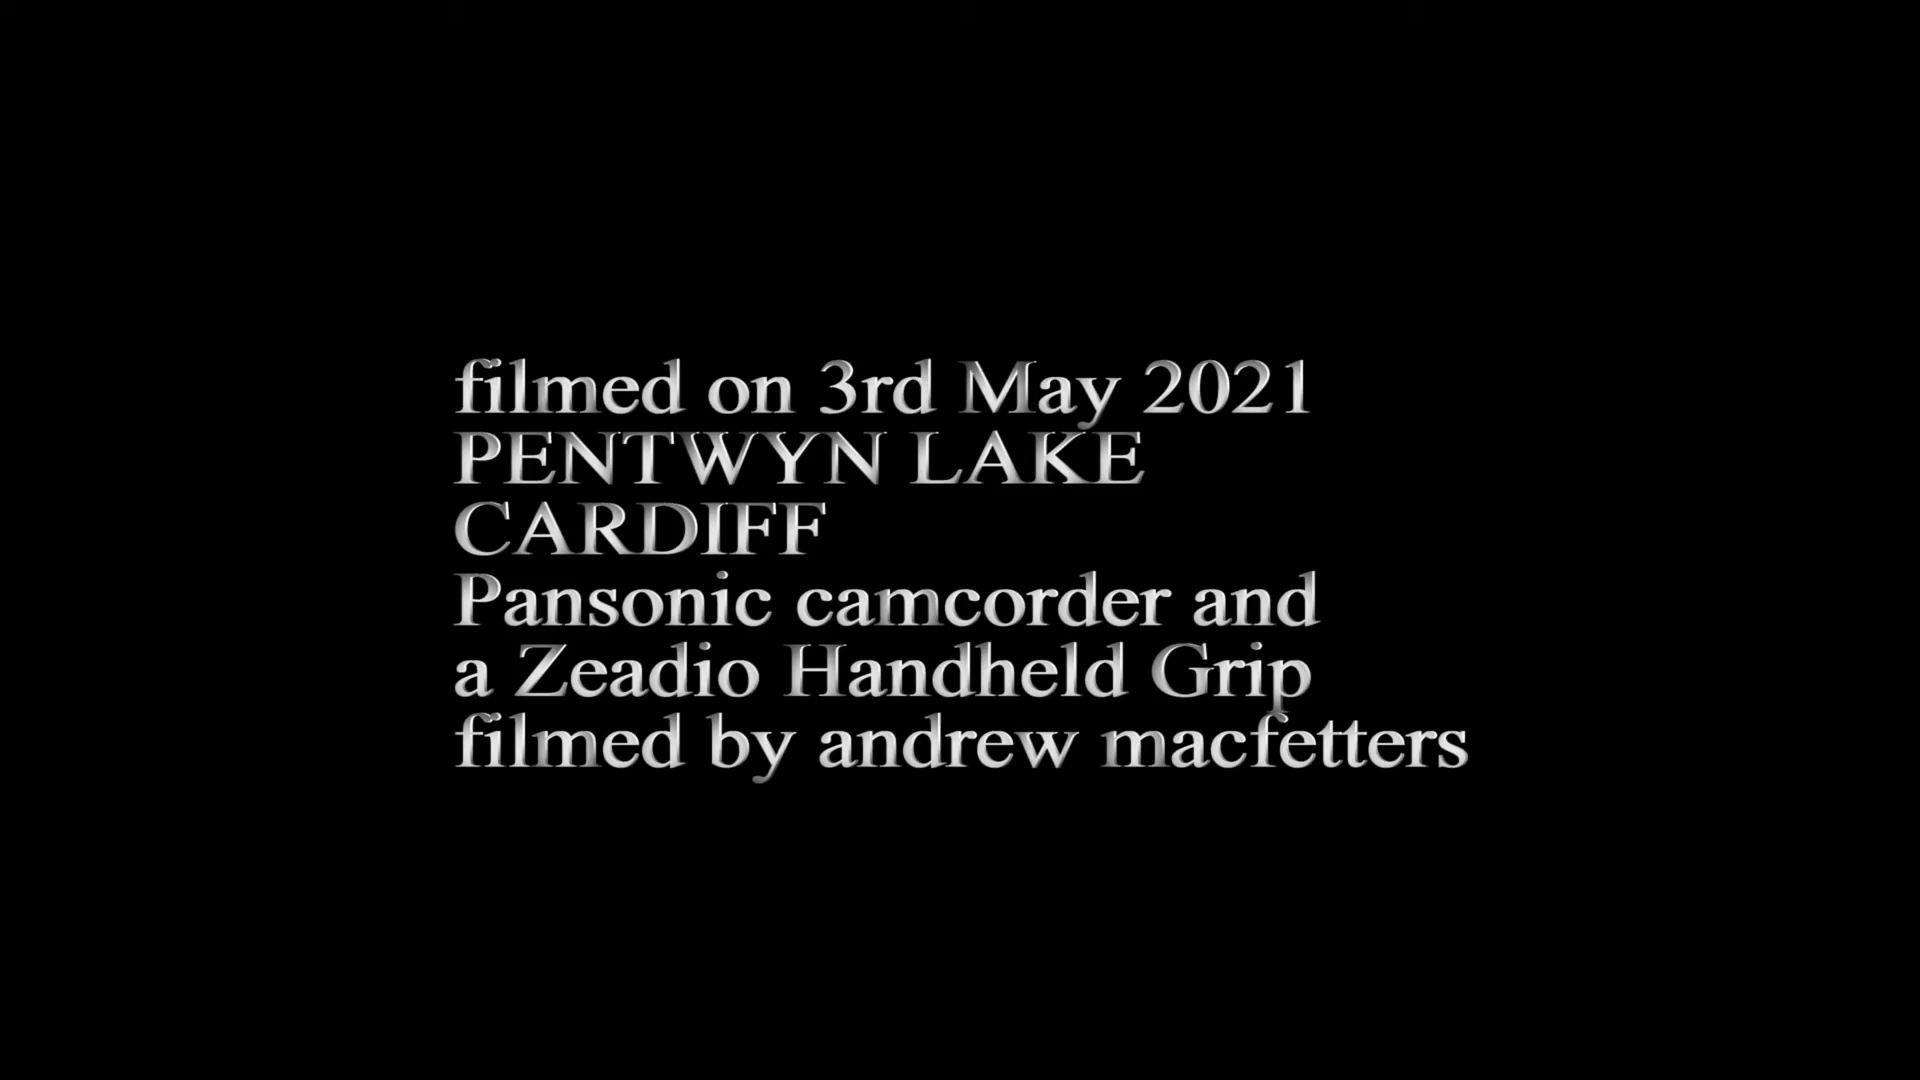 filmed on 3rd May 2021
PENTWYN LAKE
CARDIFF
Pansonic camcorder and
a Zeadio Handheld Grip
filmed by andrew macfetters